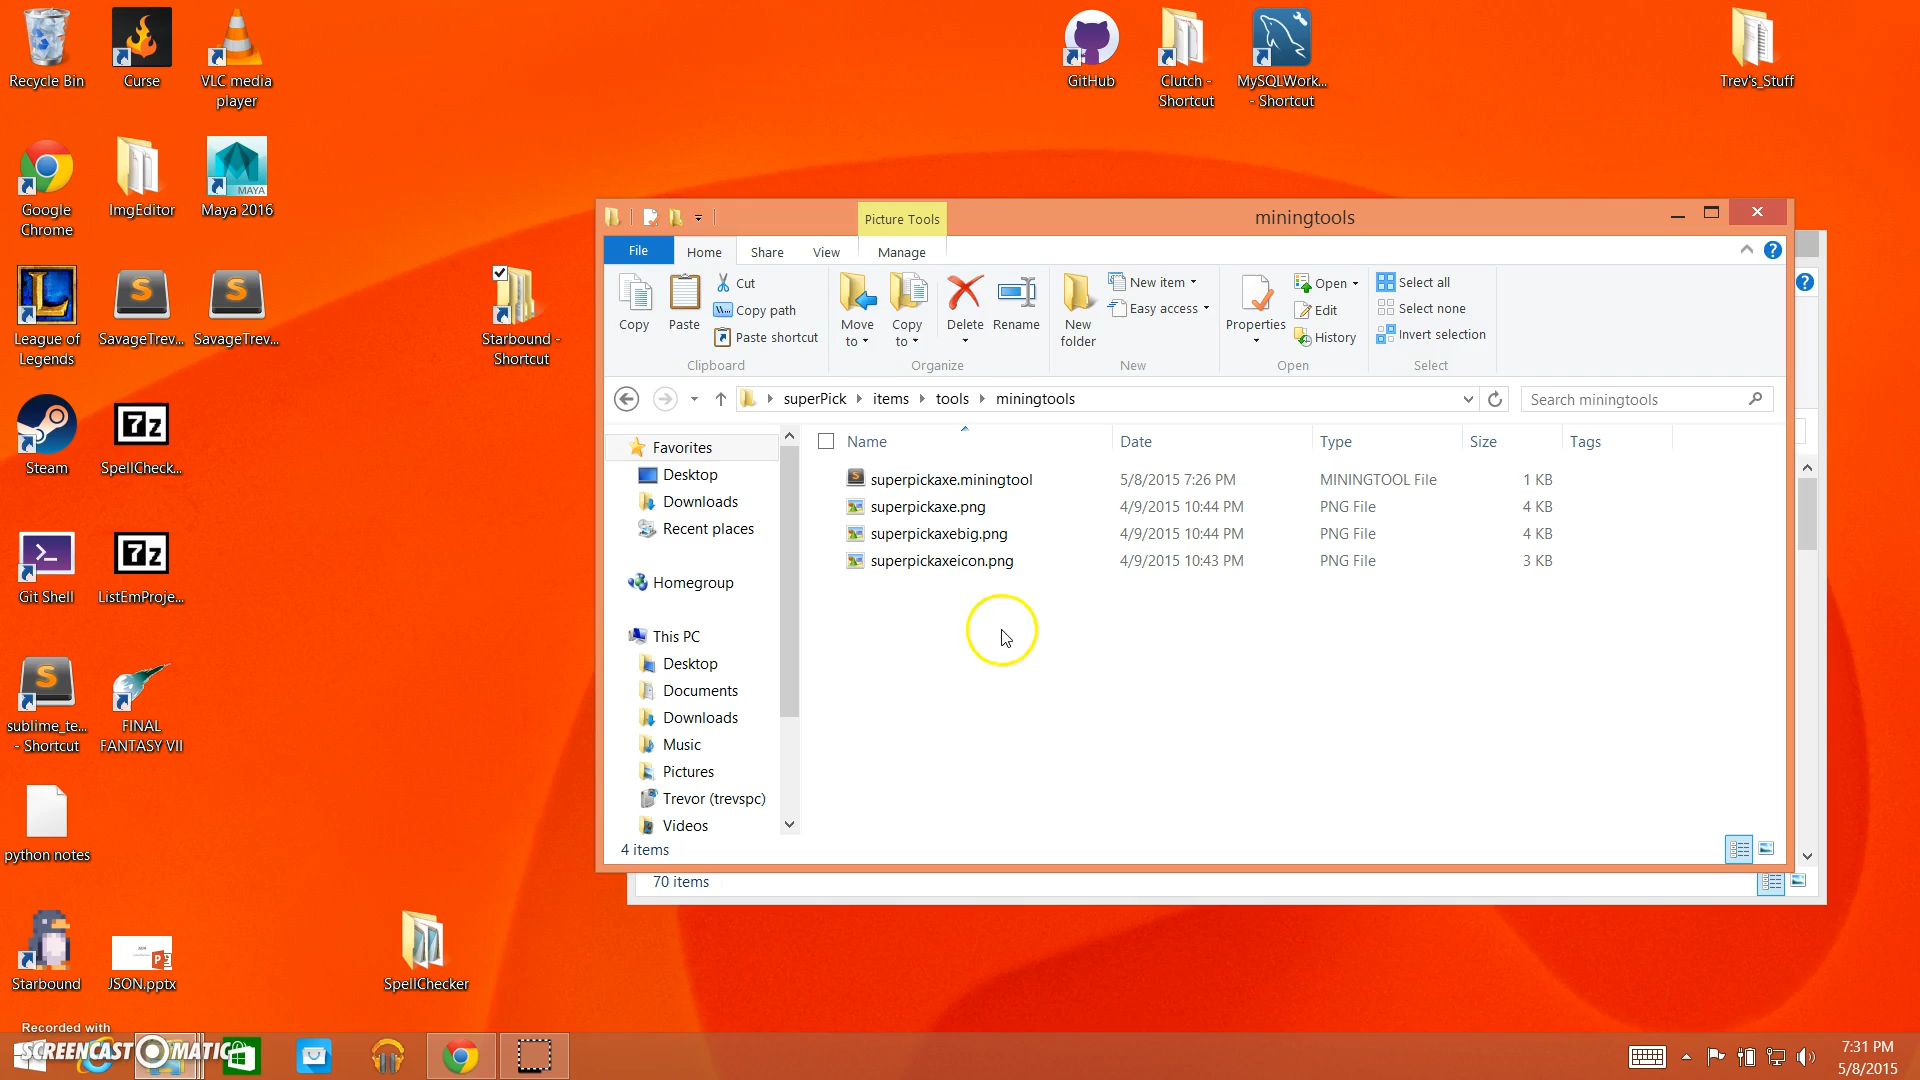 Recycle Bin
Curse
VLC media
player
GitHub
Clutch -
Shortcut
MySQLWork...
- Shortcut
Trev's_Stuff
Google
Chrome
ImgEditor
MAYA
Maya 2016
League of
Legends
SavageTrev...
SavageTrev...
Starbound -
Shortcut
Steam
7z
SpellCheck...
Git Shell
7z
ListEmProje...
sublime_te...
- Shortcut
FINAL
FANTASY VII
python notes
Starbound
JSON.pptx
SpellChecker
Picture Tools
miningtools
File
Home
Share
View
Manage
Copy
Paste
Cut
Copy path
Paste shortcut
Clipboard
Move
to
Copy
to
Delete
Rename
Organize
New
folder
New item
Easy access
New
Properties
Open
Edit
History
Open
Select all
Select none
Invert selection
Select
superPick
items
tools
miningtools
Search miningtools
Favorites
Desktop
Downloads
Recent places
Homegroup
This PC
Desktop
Documents
Downloads
Music
Pictures
Trevor (trevspc)
Videos
Name Date Type Size Tags
superpickaxe.miningtool 5/8/2015 7:26 PM MININGTOOL File 1 KB
superpickaxe.png 4/9/2015 10:44 PM PNG File 4 KB
superpickaxebig.png 4/9/2015 10:44 PM PNG File 4 KB
superpickaxeicon.png 4/9/2015 10:43 PM PNG File 3 KB
4 items
70 items
Recorded with
SCREENCAST MATIC
7:31 PM
5/8/2015